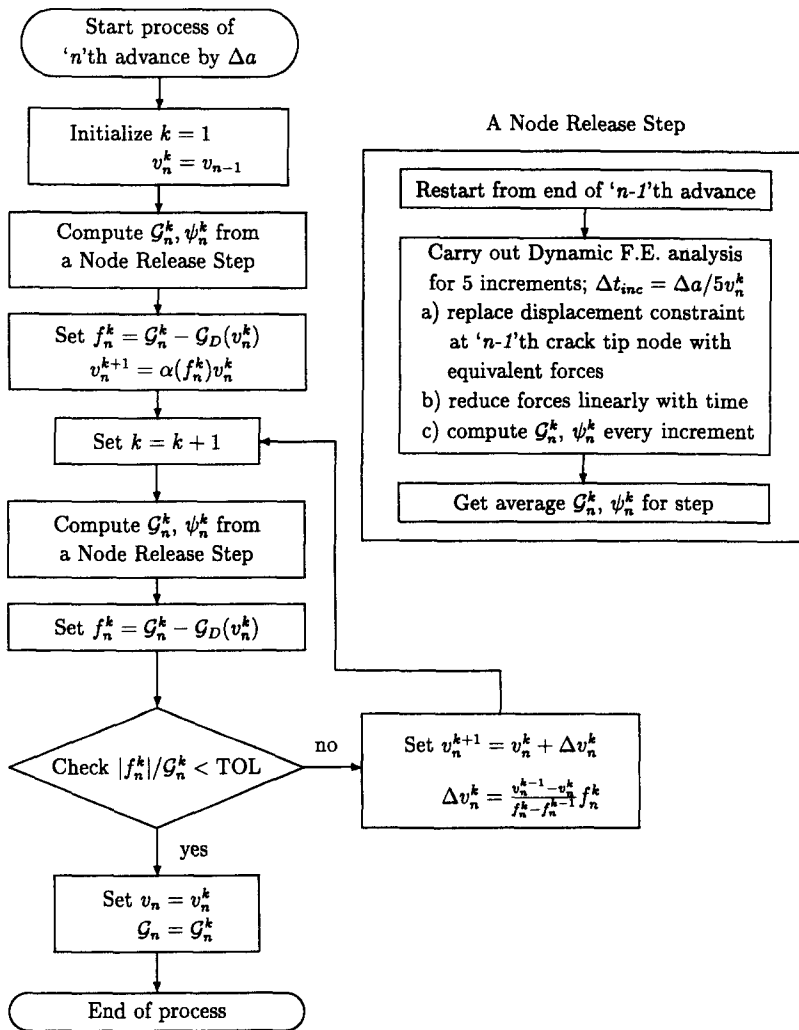 Start process of
‘n’th advance by Δa
Initialize k = 1
v_n^k = v_{n−1}
Compute 𝒢_n^k, ψ_n^k from
a Node Release Step
Set f_n^k = 𝒢_n^k − 𝒢_D(v_n^k)
v_n^{k+1} = α(f_n^k)v_n^k
Set k = k + 1
Compute 𝒢_n^k, ψ_n^k from
a Node Release Step
Set f_n^k = 𝒢_n^k − 𝒢_D(v_n^k)
Check |f_n^k|/𝒢_n^k < TOL
no
Set v_n^{k+1} = v_n^k + Δv_n^k
Δv_n^k = \frac{v_n^{k−1} − v_n^k}{f_n^k − f_n^{k−1}} f_n^k
yes
Set v_n = v_n^k
𝒢_n = 𝒢_n^k
End of process
A Node Release Step
Restart from end of ‘n-1’th advance
Carry out Dynamic F.E. analysis
for 5 increments; Δt_{inc} = Δa/5v_n^k
a) replace displacement constraint
at ‘n-1’th crack tip node with
equivalent forces
b) reduce forces linearly with time
c) compute 𝒢_n^k, ψ_n^k every increment
Get average 𝒢_n^k, ψ_n^k for step